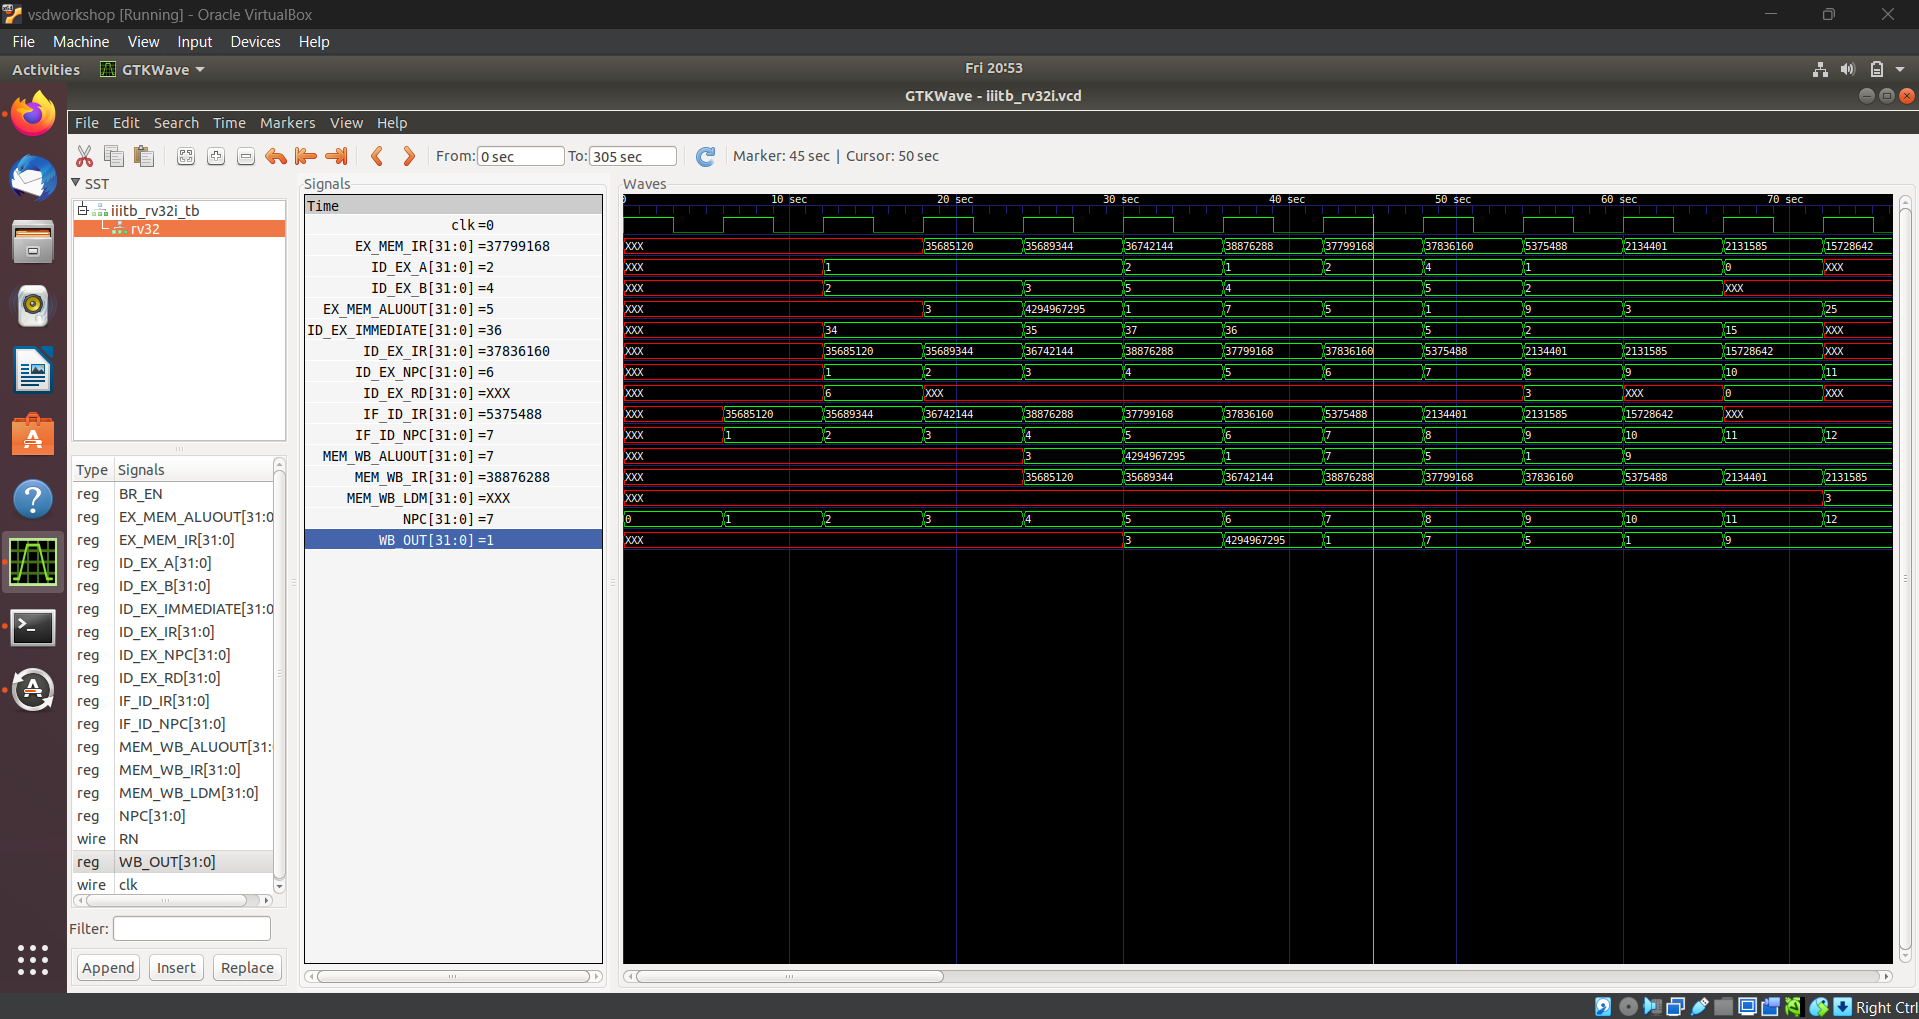 vsdworkshop [Running] - Oracle VirtualBox
File Machine View Input Devices Help
Activities GTKWave Fri 20:53
GTKWave - iiitb_rv32i.vcd
File Edit Search Time Markers View Help
From: 0 sec To: 305 sec Marker: 45 sec | Cursor: 50 sec
SST
iiitb_rv32i_tb
rv32
Type Signals
reg BR_EN
reg EX_MEM_ALUOUT[31:0
reg EX_MEM_IR[31:0]
reg ID_EX_A[31:0]
reg ID_EX_B[31:0]
reg ID_EX_IMMEDIATE[31:0
reg ID_EX_IR[31:0]
reg ID_EX_NPC[31:0]
reg ID_EX_RD[31:0]
reg IF_ID_IR[31:0]
reg IF_ID_NPC[31:0]
reg MEM_WB_ALUOUT[31:
reg MEM_WB_IR[31:0]
reg MEM_WB_LDM[31:0]
reg NPC[31:0]
wire RN
reg WB_OUT[31:0]
wire clk
Filter:
Append Insert Replace
Signals
Time
clk=0
EX_MEM_IR[31:0]=37799168
ID_EX_A[31:0]=2
ID_EX_B[31:0]=4
EX_MEM_ALUOUT[31:0]=5
ID_EX_IMMEDIATE[31:0]=36
ID_EX_IR[31:0]=37836160
ID_EX_NPC[31:0]=6
ID_EX_RD[31:0]=XXX
IF_ID_IR[31:0]=5375488
IF_ID_NPC[31:0]=7
MEM_WB_ALUOUT[31:0]=7
MEM_WB_IR[31:0]=38876288
MEM_WB_LDM[31:0]=XXX
NPC[31:0]=7
WB_OUT[31:0]=1
Waves
0 10 sec 20 sec 30 sec 40 sec 50 sec 60 sec 70 sec
XXX 35685120 35689344 36742144 38876288 37799168 37836160 5375488 2134401 2131585 15728642
XXX 1 2 1 2 4 1 0 XXX
XXX 2 3 5 4 5 2 XXX
XXX 3 4294967295 1 7 5 1 9 3 25
XXX 34 35 37 36 5 2 15 XXX
XXX 35685120 35689344 36742144 38876288 37799168 37836160 5375488 2134401 2131585 15728642 XXX
XXX 1 2 3 4 5 6 7 8 9 10 11
XXX 6 XXX 3 XXX 0 XXX
XXX 35685120 35689344 36742144 38876288 37799168 37836160 5375488 2134401 2131585 15728642 XXX
XXX 1 2 3 4 5 6 7 8 9 10 11 12
XXX 3 4294967295 1 7 5 1 9
XXX 35685120 35689344 36742144 38876288 37799168 37836160 5375488 2134401 2131585
XXX 3
0 1 2 3 4 5 6 7 8 9 10 11 12
XXX 3 4294967295 1 7 5 1 9
Right Ctrl